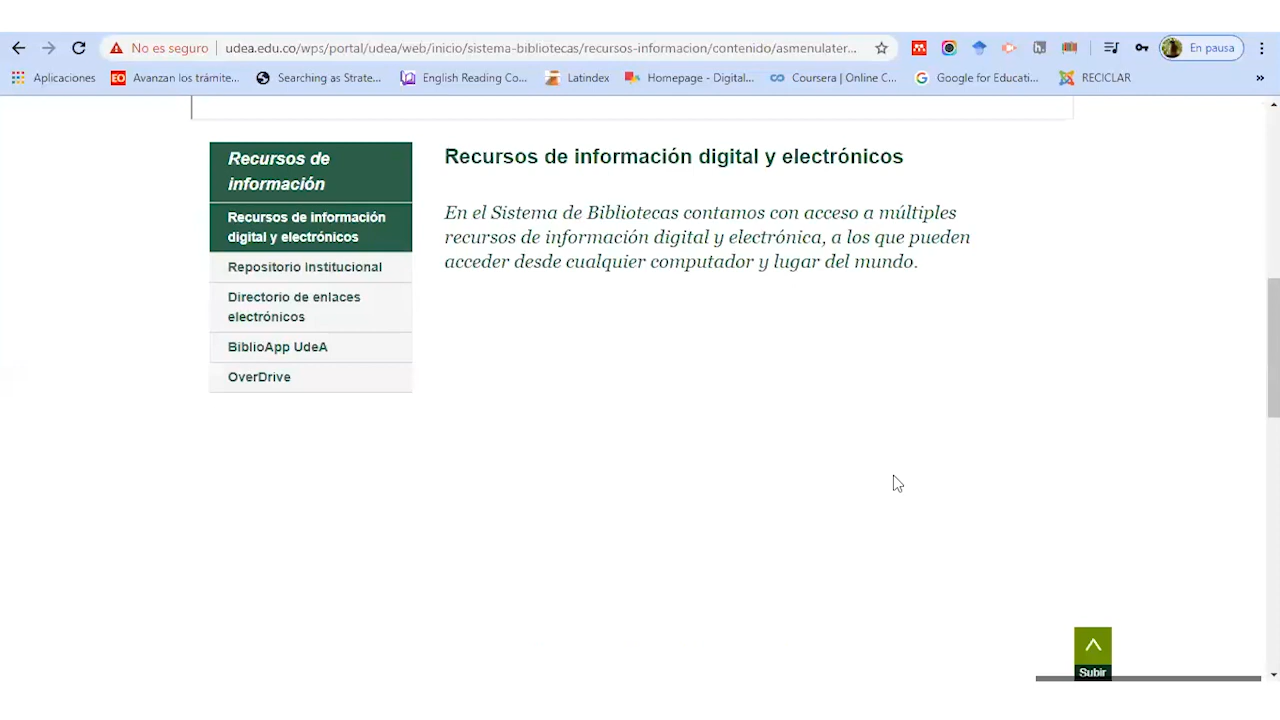 No es seguro
udea.edu.co/wps/portal/udea/web/inicio/sistema-bibliotecas/recursos-informacion/contenido/asmenulater...
En pausa
Aplicaciones
EO Avanzan los trámite...
Searching as Strate...
English Reading Co...
Latindex
Homepage - Digital...
Coursera | Online C...
Google for Educati...
RECICLAR
»
Recursos de
información
Recursos de información
digital y electrónicos
Repositorio Institucional
Directorio de enlaces
electrónicos
BiblioApp UdeA
OverDrive
Recursos de información digital y electrónicos
En el Sistema de Bibliotecas contamos con acceso a múltiples
recursos de información digital y electrónica, a los que pueden
acceder desde cualquier computador y lugar del mundo.
Subir